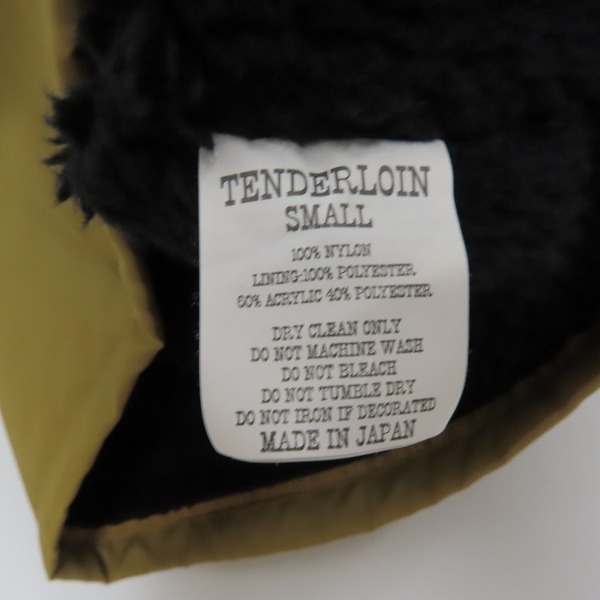 TENDERLOIN
SMALL
100% NYLON
LINING:100% POLYESTER
60% ACRYLIC 40% POLYESTER
DRY CLEAN ONLY
DO NOT MACHINE WASH
DO NOT BLEACH
DO NOT TUMBLE DRY
DO NOT IRON IF DECORATED
MADE IN JAPAN